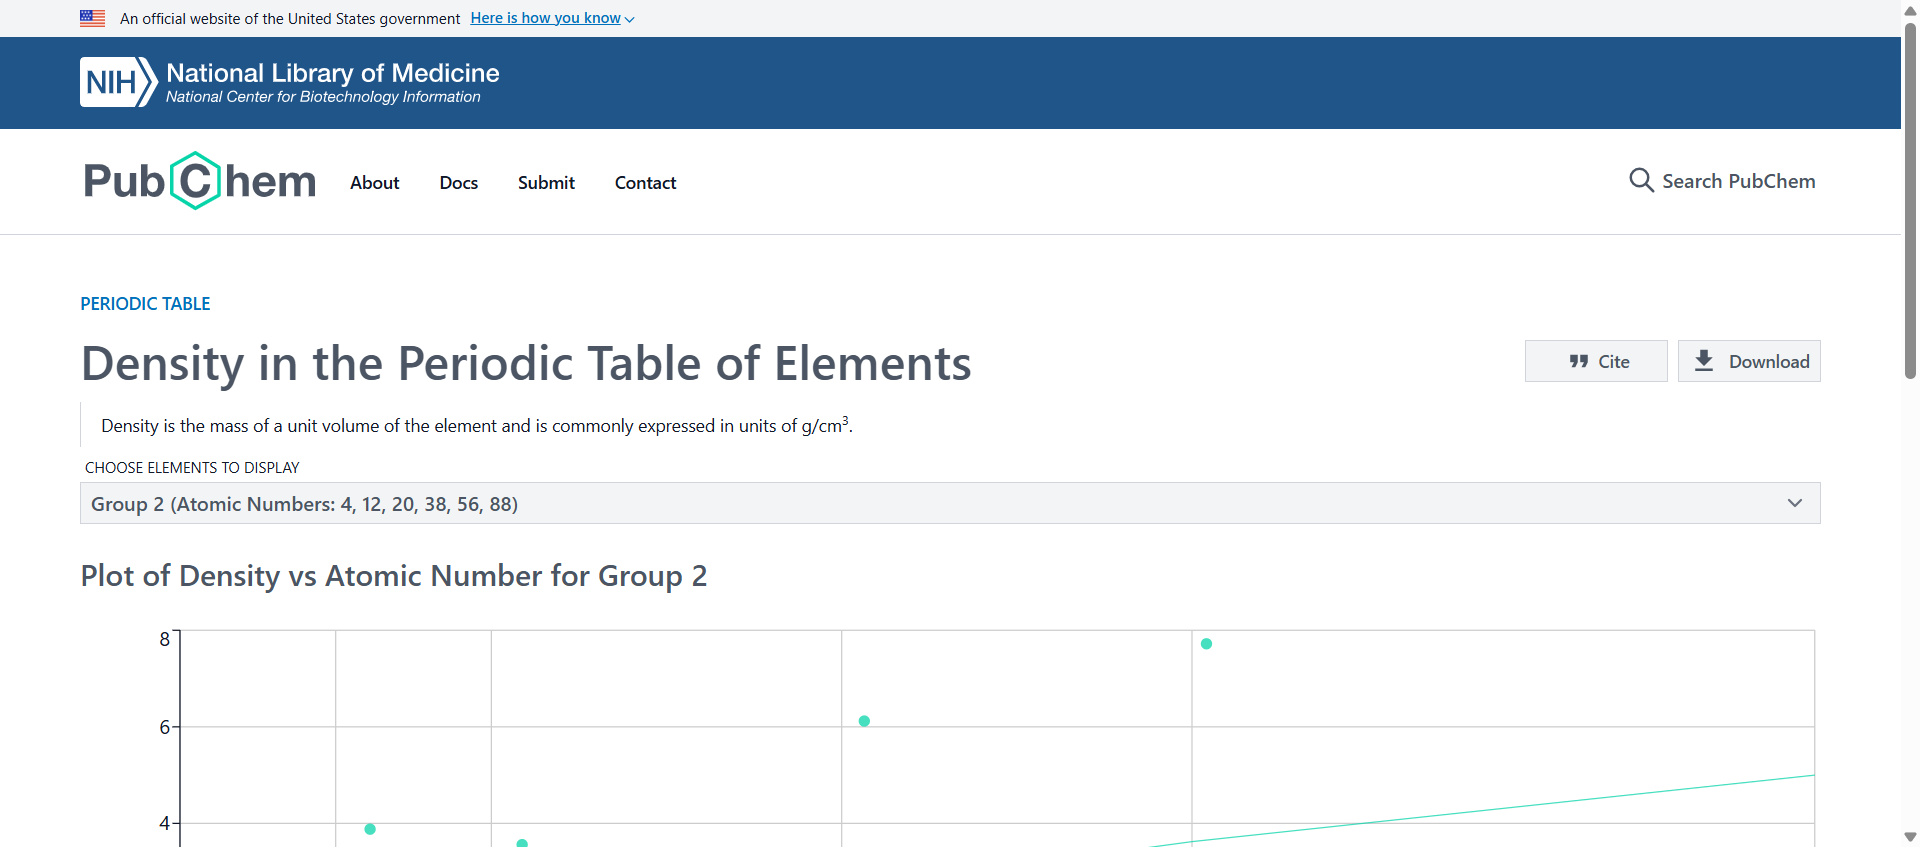 An official website of the United States government Here is how you know
NIH National Library of Medicine
National Center for Biotechnology Information
PubChem About Docs Submit Contact Search PubChem
PERIODIC TABLE
Density in the Periodic Table of Elements
Cite Download
Density is the mass of a unit volume of the element and is commonly expressed in units of g/cm³.
CHOOSE ELEMENTS TO DISPLAY
Group 2 (Atomic Numbers: 4, 12, 20, 38, 56, 88)
Plot of Density vs Atomic Number for Group 2
8
6
4